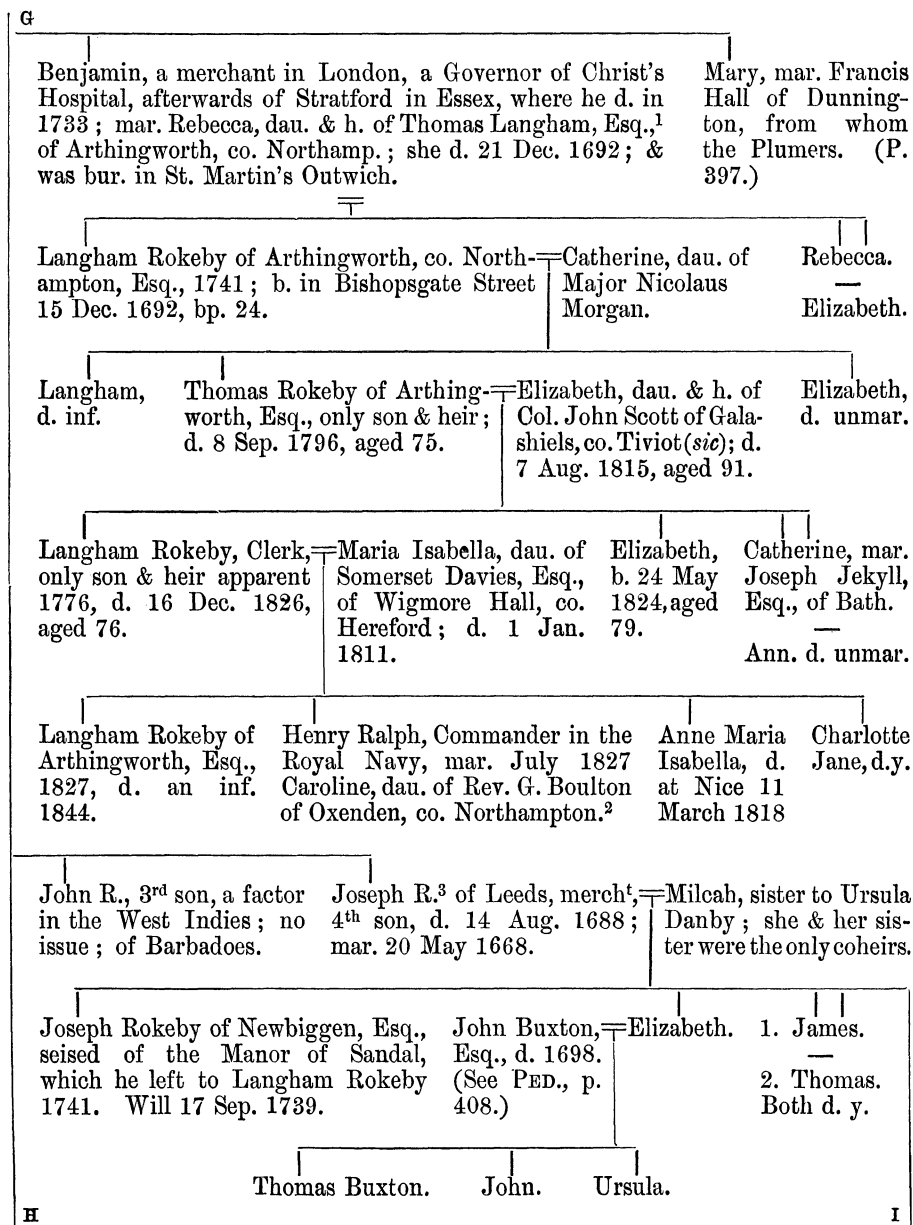 G
Benjamin, a merchant in London, a Governor of Christ's
Hospital, afterwards of Stratford in Essex, where he d. in
1733 ; mar. Rebecca, dau. & h. of Thomas Langham, Esq.,¹
of Arthingworth, co. Northamp. ; she d. 21 Dec. 1692 ; &
was bur. in St. Martin's Outwich.
Mary, mar. Francis
Hall of Dunning-
ton, from whom
the Plumers. (P.
397.)
Langham Rokeby of Arthingworth, co. North-
ampton, Esq., 1741 ; b. in Bishopsgate Street
15 Dec. 1692, bp. 24.
Catherine, dau. of
Major Nicolaus
Morgan.
Rebecca.
—
Elizabeth.
Langham,
d. inf.
Thomas Rokeby of Arthing-
worth, Esq., only son & heir ;
d. 8 Sep. 1796, aged 75.
Elizabeth, dau. & h. of
Col. John Scott of Gala-
shiels, co. Tiviot (sic) ; d.
7 Aug. 1815, aged 91.
Elizabeth,
d. unmar.
Langham Rokeby, Clerk,
only son & heir apparent
1776, d. 16 Dec. 1826,
aged 76.
Maria Isabella, dau. of
Somerset Davies, Esq.,
of Wigmore Hall, co.
Hereford ; d. 1 Jan.
1811.
Elizabeth,
b. 24 May
1824, aged
79.
Catherine, mar.
Joseph Jekyll,
Esq., of Bath.
—
Ann. d. unmar.
Langham Rokeby of
Arthingworth, Esq.,
1827, d. an inf.
1844.
Henry Ralph, Commander in the
Royal Navy, mar. July 1827
Caroline, dau. of Rev. G. Boulton
of Oxenden, co. Northampton.²
Anne Maria
Isabella, d.
at Nice 11
March 1818
Charlotte
Jane, d.y.
John R., 3rd son, a factor
in the West Indies ; no
issue ; of Barbadoes.
Joseph R.³ of Leeds, mercht,
4th son, d. 14 Aug. 1688 ;
mar. 20 May 1668.
Milcah, sister to Ursula
Danby ; she & her sis-
ter were the only coheirs.
Joseph Rokeby of Newbiggen, Esq.,
seised of the Manor of Sandal,
which he left to Langham Rokeby
1741. Will 17 Sep. 1739.
John Buxton,
Esq., d. 1698.
(See PED., p.
408.)
Elizabeth.
1. James.
—
2. Thomas.
Both d. y.
Thomas Buxton. John. Ursula.
H I